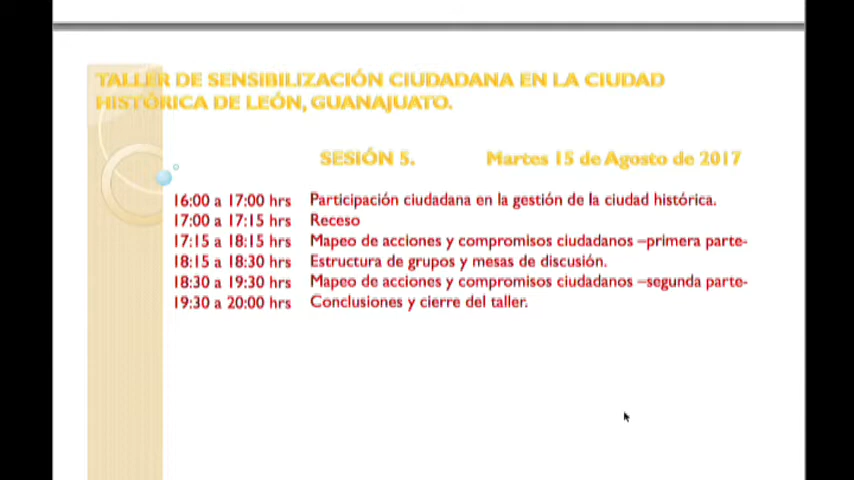 TALLER DE SENSIBILIZACIÓN CIUDADANA EN LA CIUDAD
HISTÓRICA DE LEÓN, GUANAJUATO.
SESIÓN 5. Martes 15 de Agosto de 2017
16:00 a 17:00 hrs Participación ciudadana en la gestión de la ciudad histórica.
17:00 a 17:15 hrs Receso
17:15 a 18:15 hrs Mapeo de acciones y compromisos ciudadanos –primera parte-
18:15 a 18:30 hrs Estructura de grupos y mesas de discusión.
18:30 a 19:30 hrs Mapeo de acciones y compromisos ciudadanos –segunda parte-
19:30 a 20:00 hrs Conclusiones y cierre del taller.